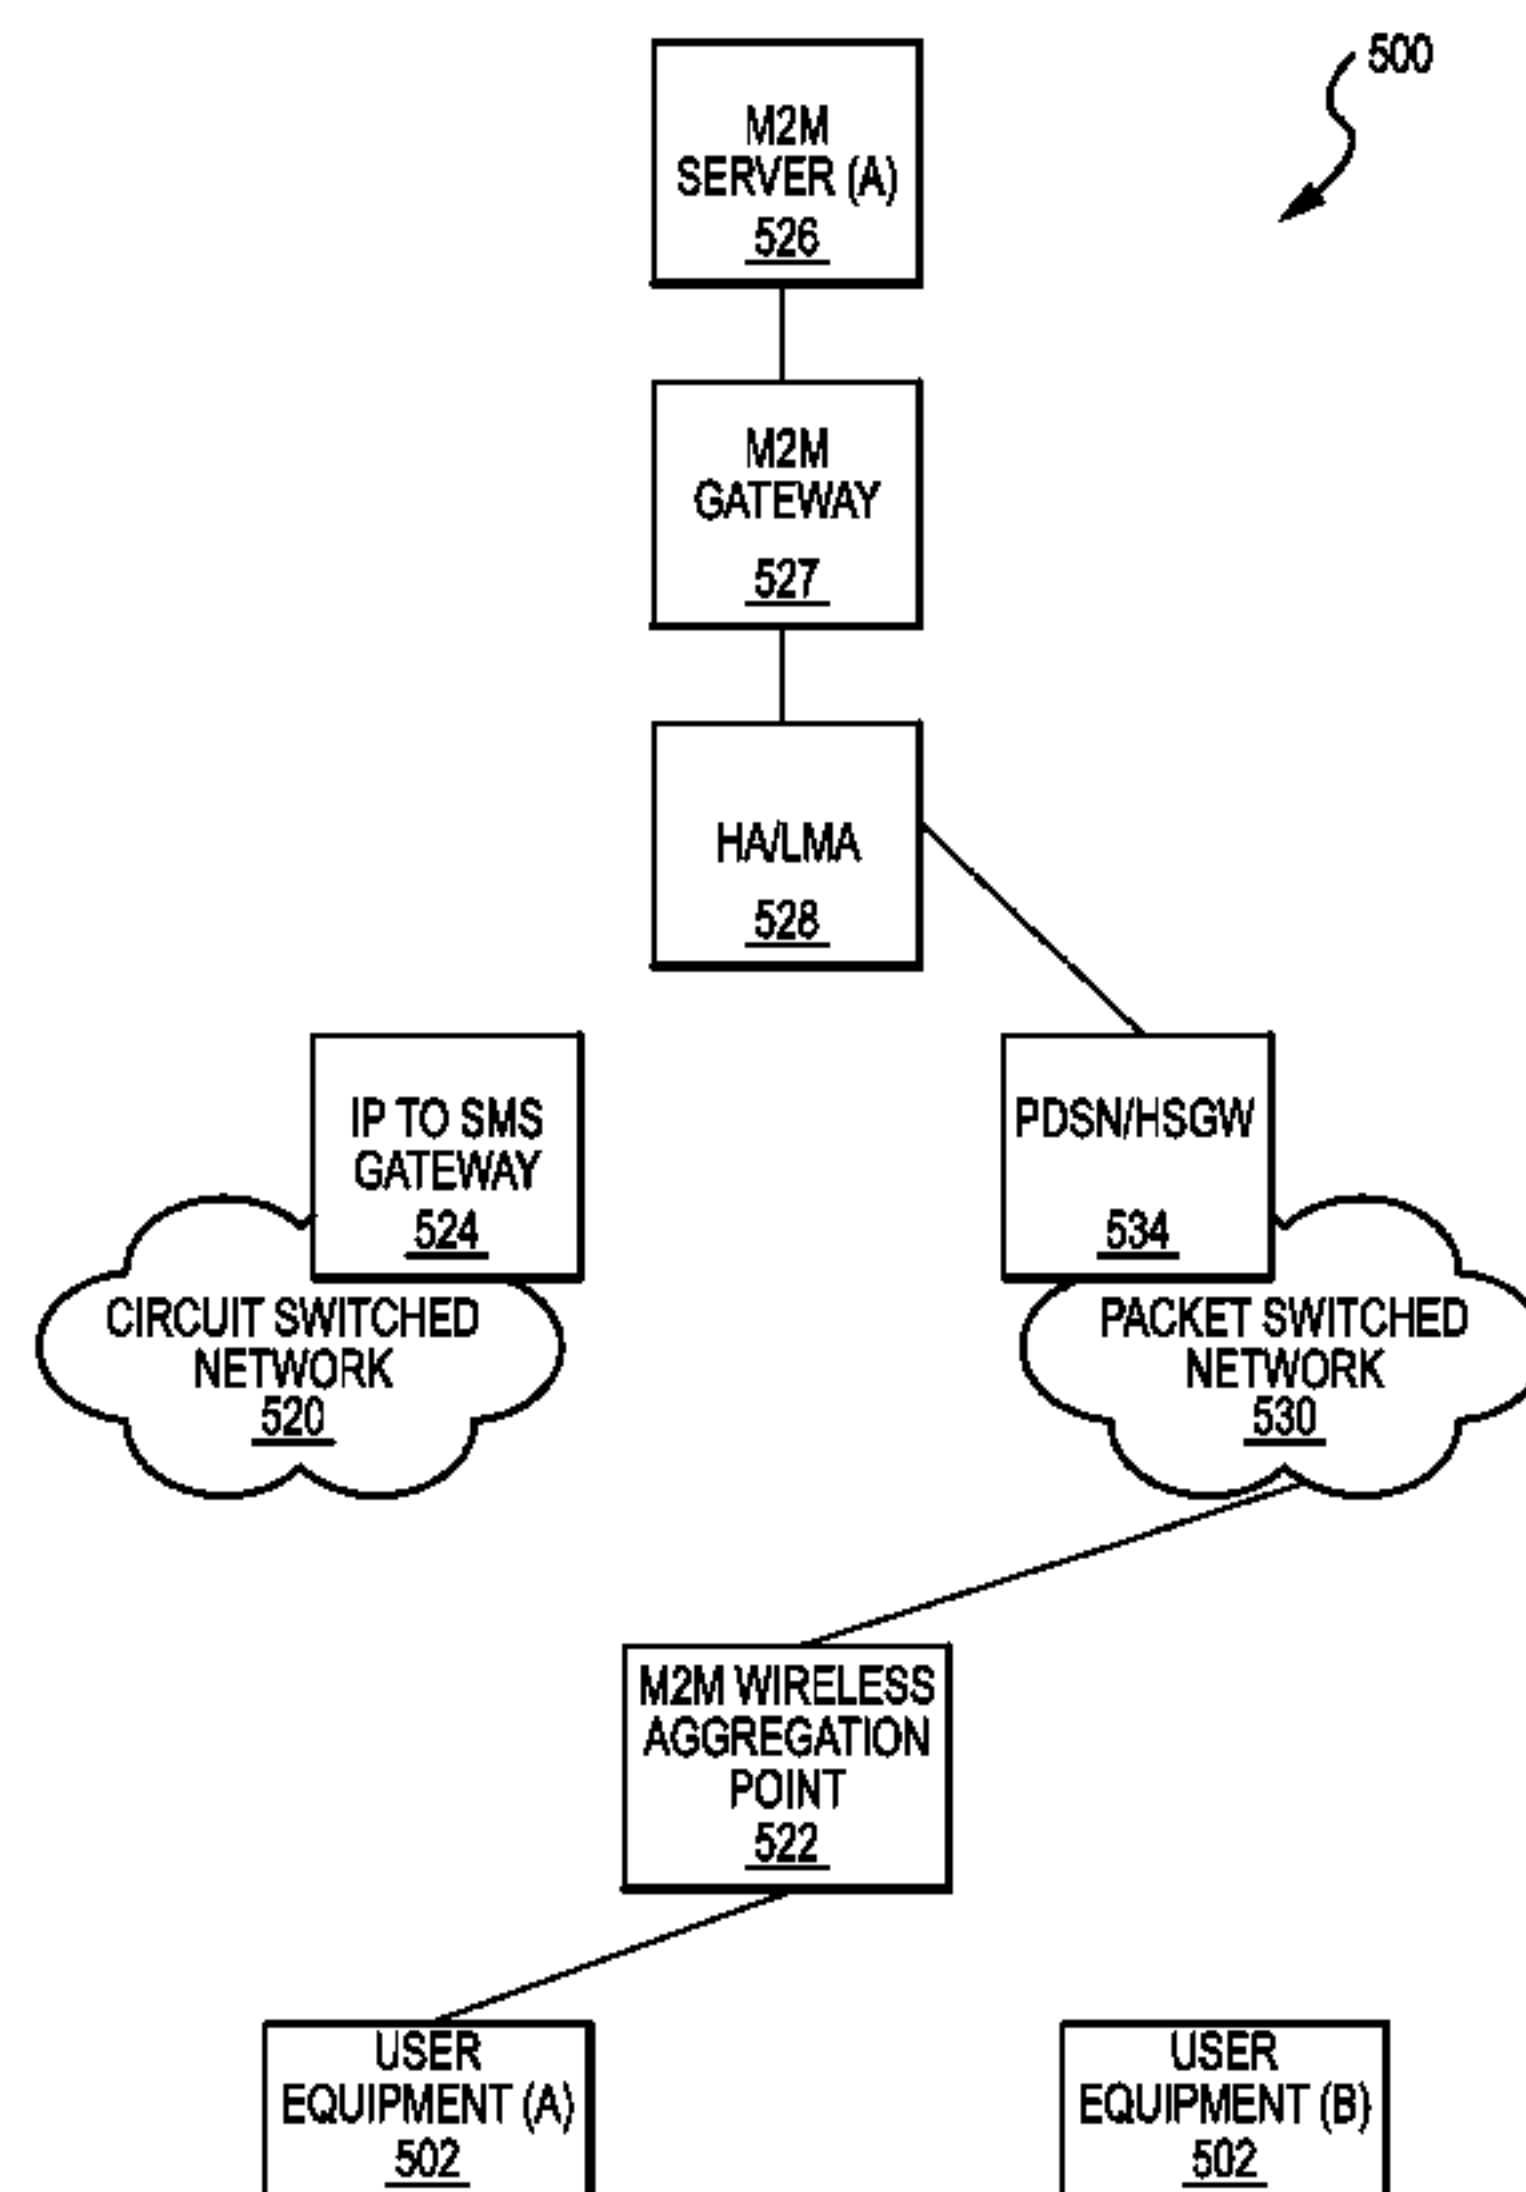 500
M2M
SERVER (A)
526
M2M
GATEWAY
527
HA/LMA
528
IP TO SMS
GATEWAY
524
PDSN/HSGW
534
CIRCUIT SWITCHED
NETWORK
520
PACKET SWITCHED
NETWORK
530
M2M WIRELESS
AGGREGATION
POINT
522
USER
EQUIPMENT (A)
502
USER
EQUIPMENT (B)
502